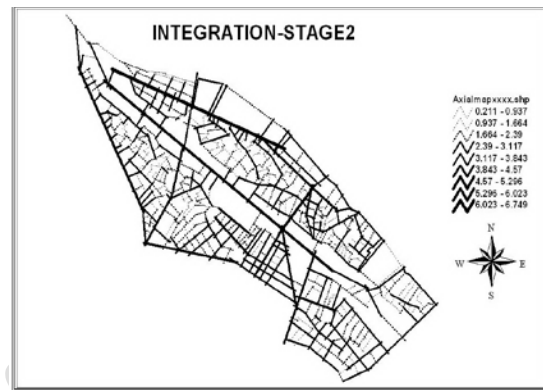 INTEGRATION-STAGE2
Axialmapxxxx.shp
0.211 - 0.937
0.937 - 1.664
1.664 - 2.39
2.39 - 3.117
3.117 - 3.843
3.843 - 4.57
4.57 - 5.296
5.296 - 6.023
6.023 - 6.749
N
W E
S